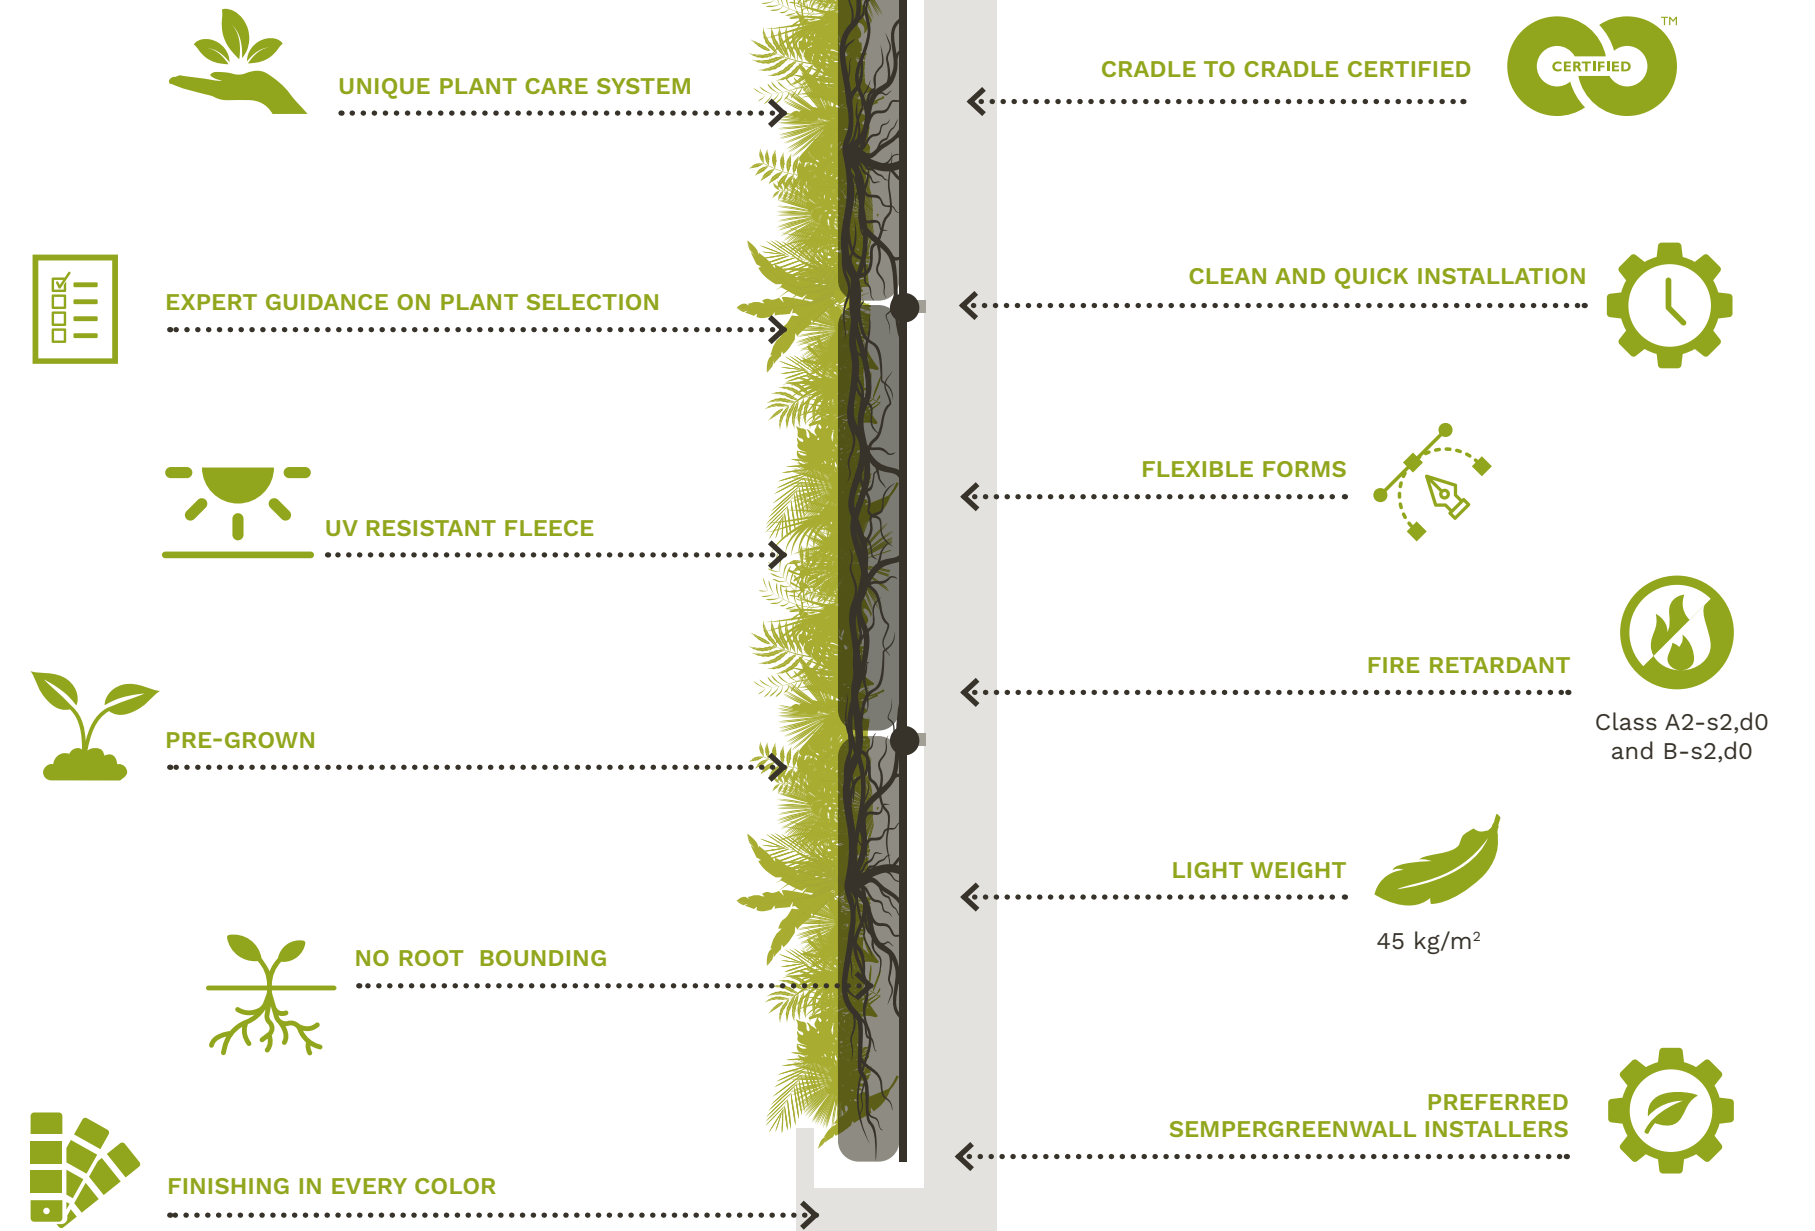 UNIQUE PLANT CARE SYSTEM
EXPERT GUIDANCE ON PLANT SELECTION
UV RESISTANT FLEECE
PRE-GROWN
NO ROOT BOUNDING
FINISHING IN EVERY COLOR
CRADLE TO CRADLE CERTIFIED
CERTIFIED
TM
CLEAN AND QUICK INSTALLATION
FLEXIBLE FORMS
FIRE RETARDANT
Class A2-s2,d0
and B-s2,d0
LIGHT WEIGHT
45 kg/m²
PREFERRED
SEMPERGREENWALL INSTALLERS